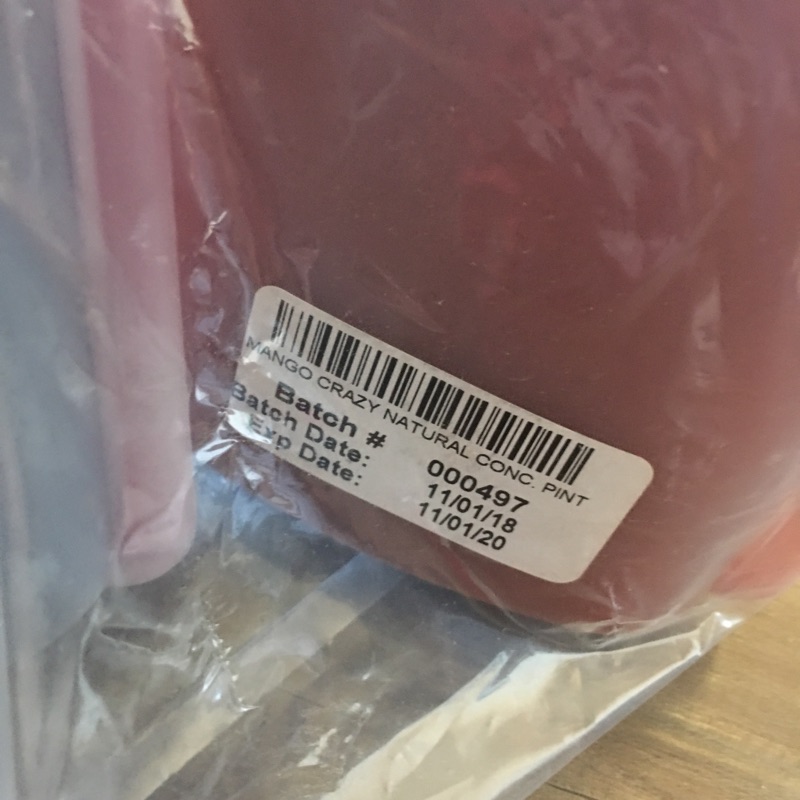 MANGO CRAZY NATURAL CONC. PINT
Batch # 000497
Batch Date: 11/01/18
Exp Date: 11/01/20